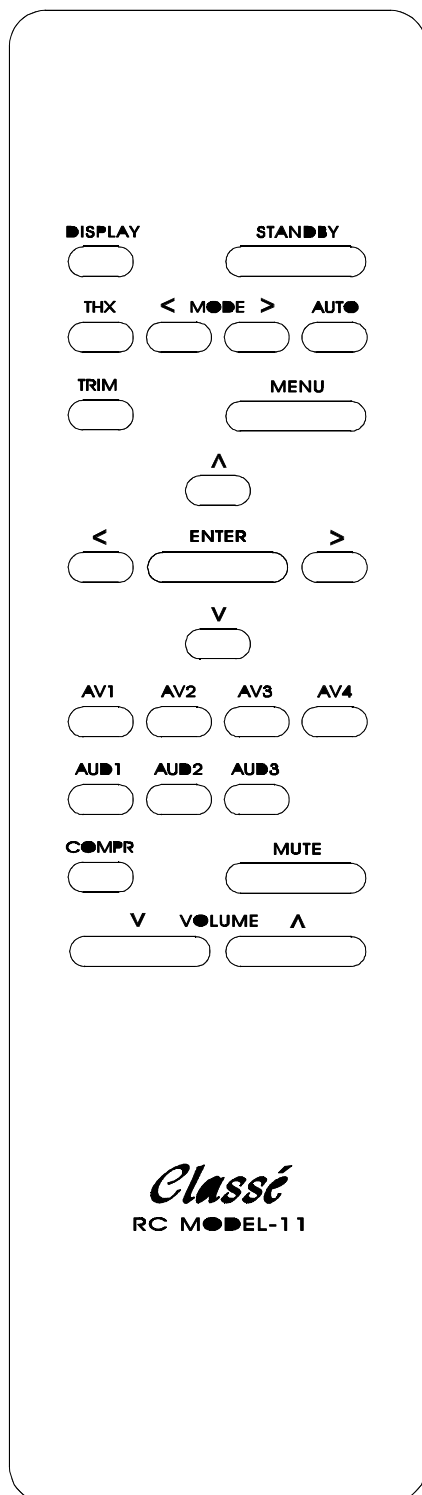 DISPLAY STANDBY
THX < MODE > AUTO
TRIM MENU
∧
< ENTER >
∨
AV1 AV2 AV3 AV4
AUD1 AUD2 AUD3
COMPR MUTE
∨ VOLUME ∧
Classé
RC MODEL-11